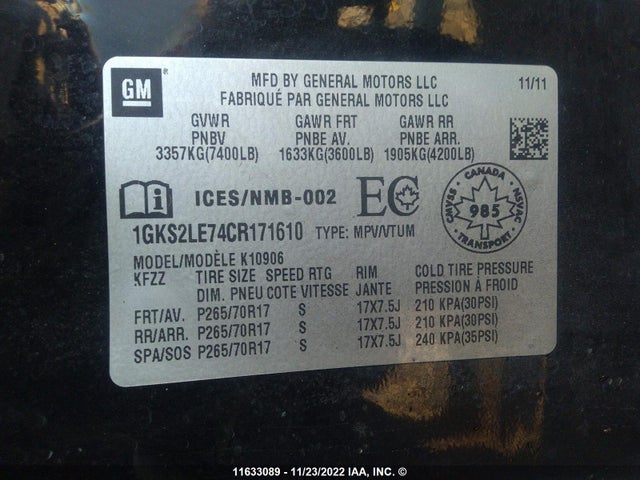 GM
MFD BY GENERAL MOTORS LLC 11/11
FABRIQUÉ PAR GENERAL MOTORS LLC
GVWR GAWR FRT GAWR RR
PNBV PNBE AV. PNBE ARR.
3357KG(7400LB) 1633KG(3600LB) 1905KG(4200LB)
ICES/NMB-002 EC
CANADA
CMVSS 985 NSVAC
TRANSPORT
1GKS2LE74CR171610 TYPE: MPV/VTUM
MODEL/MODÈLE K10906
KFZZ TIRE SIZE SPEED RTG RIM COLD TIRE PRESSURE
DIM. PNEU COTE VITESSE JANTE PRESSION À FROID
FRT/AV. P265/70R17 S 17X7.5J 210 KPA(30PSI)
RR/ARR. P265/70R17 S 17X7.5J 210 KPA(30PSI)
SPA/SOS P265/70R17 S 17X7.5J 240 KPA(35PSI)
11633089 - 11/23/2022 IAA, INC. ©